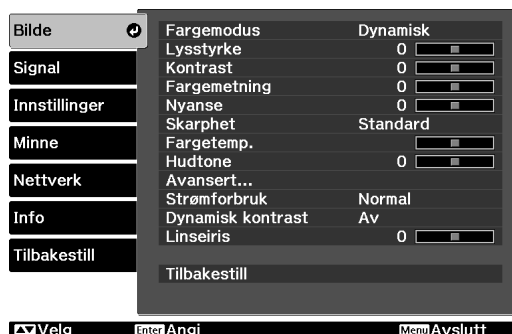 Bilde
Signal
Innstillinger
Minne
Nettverk
Info
Tilbakestill
Fargemodus Dynamisk
Lysstyrke 0
Kontrast 0
Fargemetning 0
Nyanse 0
Skarphet Standard
Fargetemp.
Hudtone 0
Avansert...
Strømforbruk Normal
Dynamisk kontrast Av
Linseiris 0
Tilbakestill
Velg Enter Angi Menu Avslutt